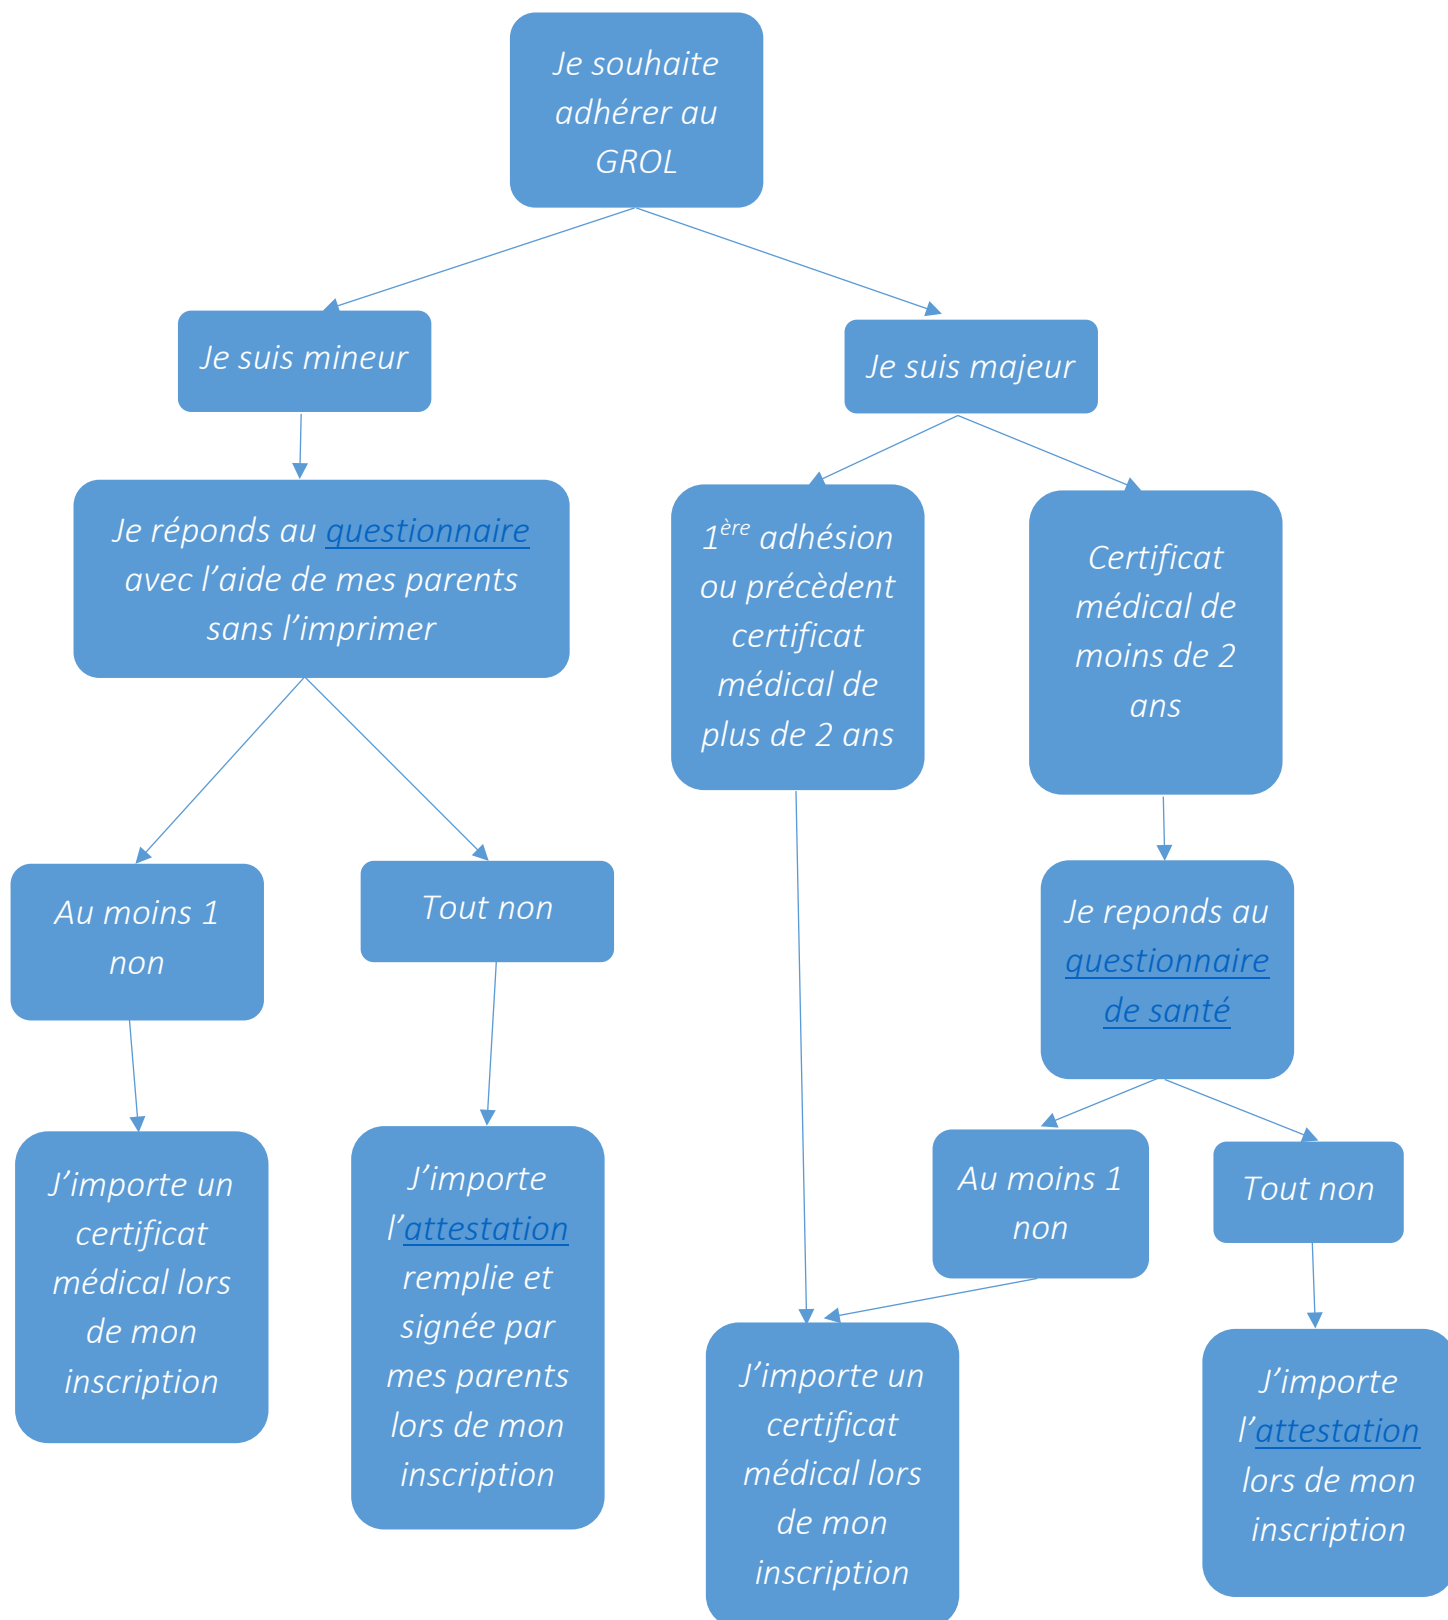 Je souhaite
adhérer au
GROL
Je suis mineur
Je suis majeur
Je réponds au questionnaire
avec l’aide de mes parents
sans l’imprimer
1ère adhésion
ou précèdent
certificat
médical de
plus de 2 ans
Certificat
médical de
moins de 2
ans
Au moins 1
non
Tout non
Je reponds au
questionnaire
de santé
J’importe un
certificat
médical lors
de mon
inscription
J’importe
l’attestation
remplie et
signée par
mes parents
lors de mon
inscription
Au moins 1
non
Tout non
J’importe un
certificat
médical lors
de mon
inscription
J’importe
l’attestation
lors de mon
inscription